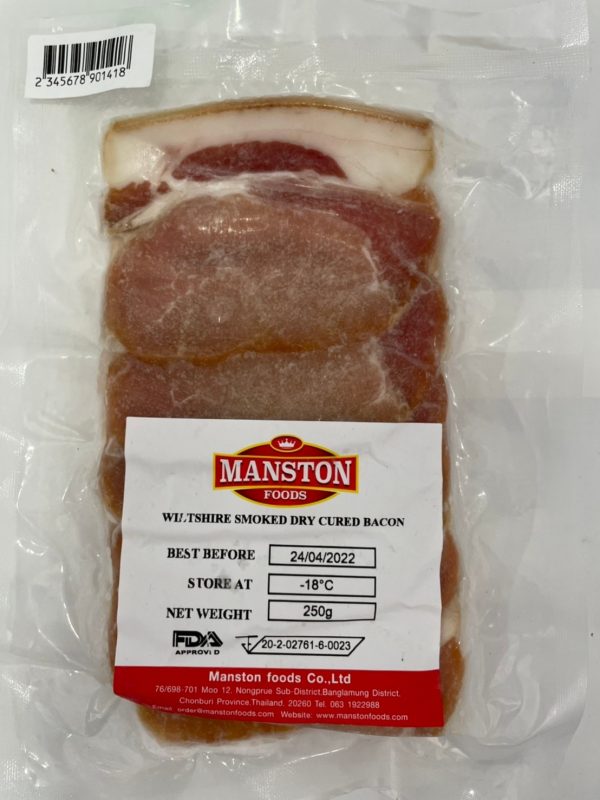 2 345678 901418
MANSTON
FOODS
WILTSHIRE SMOKED DRY CURED BACON
BEST BEFORE 24/04/2022
STORE AT -18°C
NET WEIGHT 250g
FDA 20-2-02761-6-0023
APPROVED
Manston foods Co.,Ltd
76/698-701 Moo 12. Nongprue Sub-District,Banglamung District,
Chonburi Province,Thailand, 20260 Tel. 063 1922988
Email. order@manstonfoods.com Website: www.manstonfoods.com